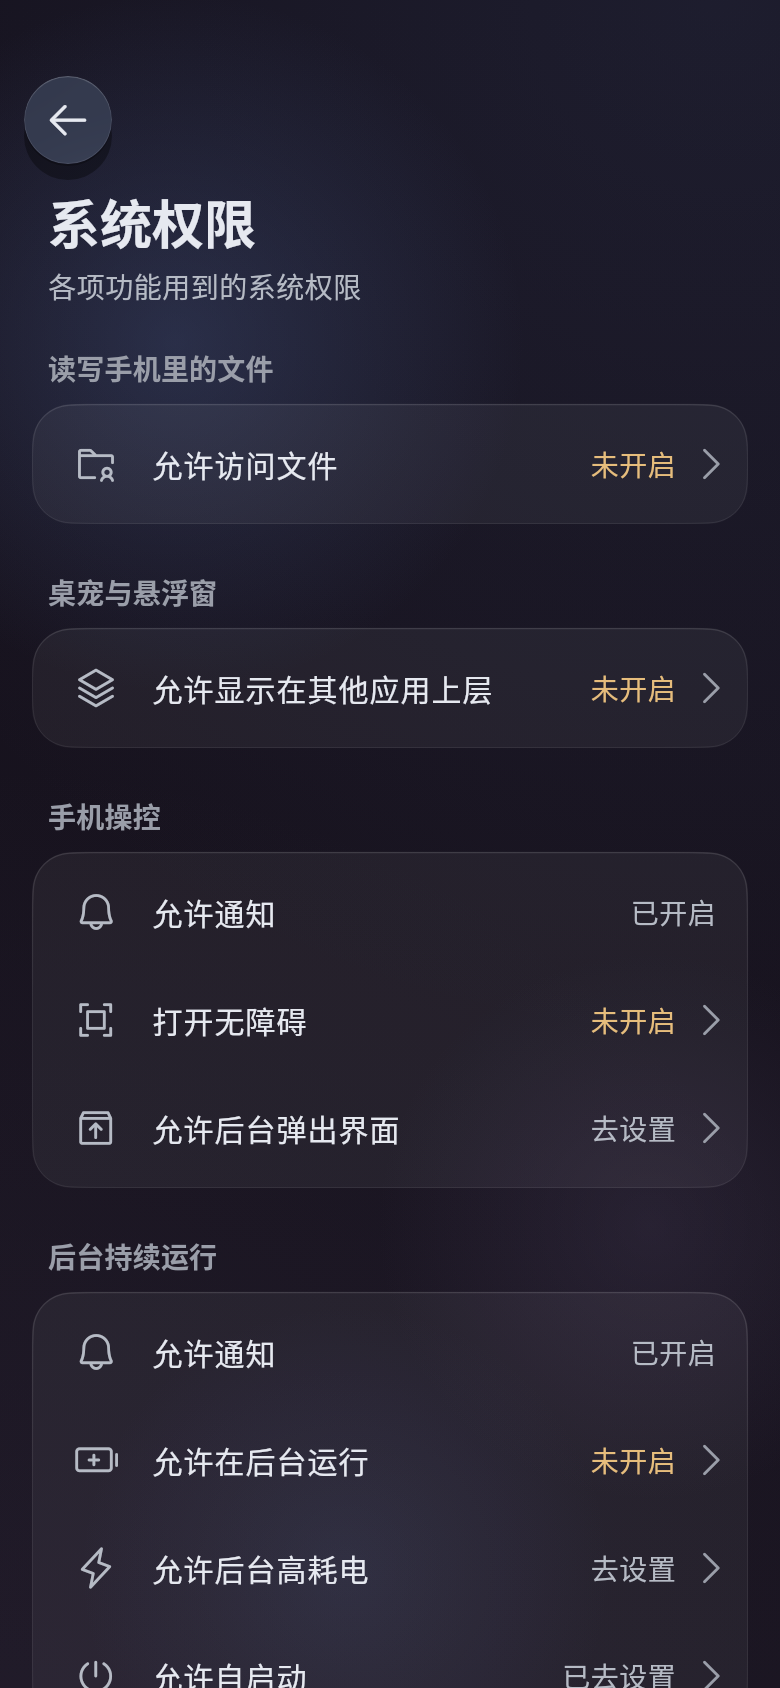 系统权限
各项功能用到的系统权限
读写手机里的文件
允许访问文件 未开启
桌宠与悬浮窗
允许显示在其他应用上层 未开启
手机操控
允许通知 已开启
打开无障碍 未开启
允许后台弹出界面 去设置
后台持续运行
允许通知 已开启
允许在后台运行 未开启
允许后台高耗电 去设置
允许自启动 已去设置